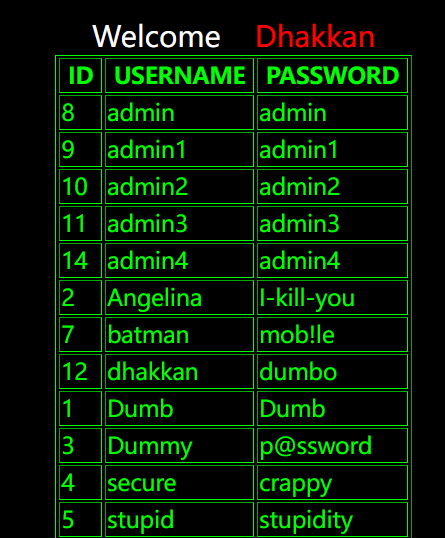 Welcome Dhakkan
ID USERNAME PASSWORD
8 admin admin
9 admin1 admin1
10 admin2 admin2
11 admin3 admin3
14 admin4 admin4
2 Angelina I-kill-you
7 batman mob!le
12 dhakkan dumbo
1 Dumb Dumb
3 Dummy p@ssword
4 secure crappy
5 stupid stupidity